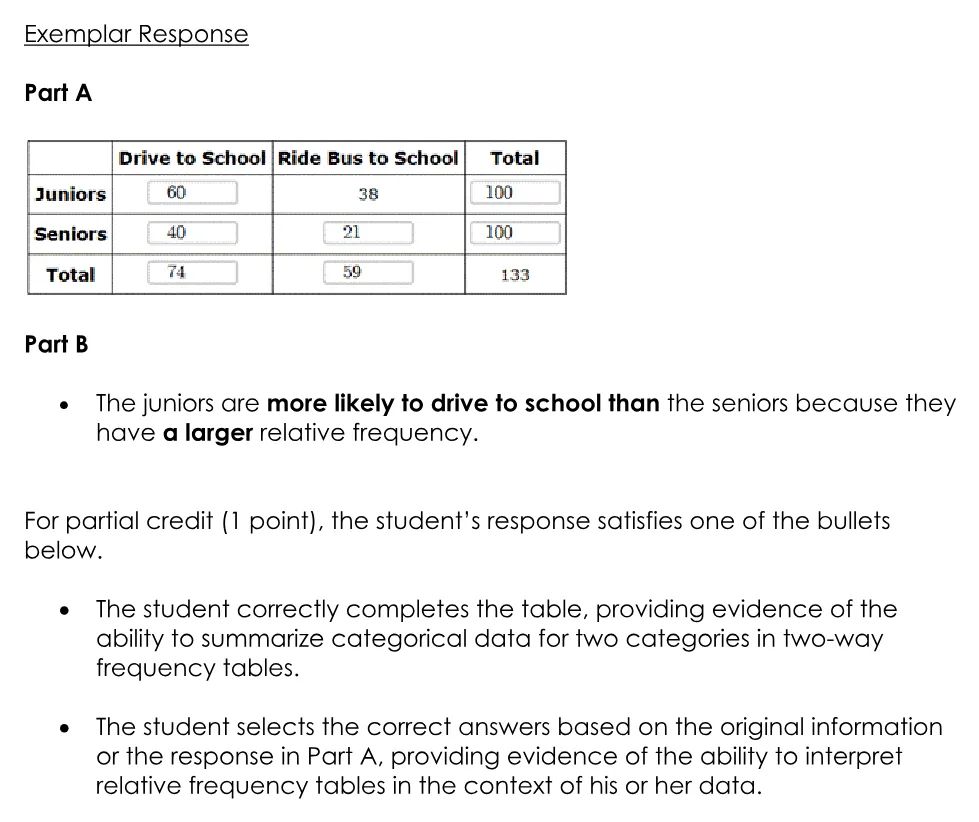 Exemplar Response
Part A
Drive to School Ride Bus to School Total
Juniors 60 38 100
Seniors 40 21 100
Total 74 59 133
Part B
• The juniors are more likely to drive to school than the seniors because they
have a larger relative frequency.
For partial credit (1 point), the student’s response satisfies one of the bullets
below.
• The student correctly completes the table, providing evidence of the
ability to summarize categorical data for two categories in two-way
frequency tables.
• The student selects the correct answers based on the original information
or the response in Part A, providing evidence of the ability to interpret
relative frequency tables in the context of his or her data.